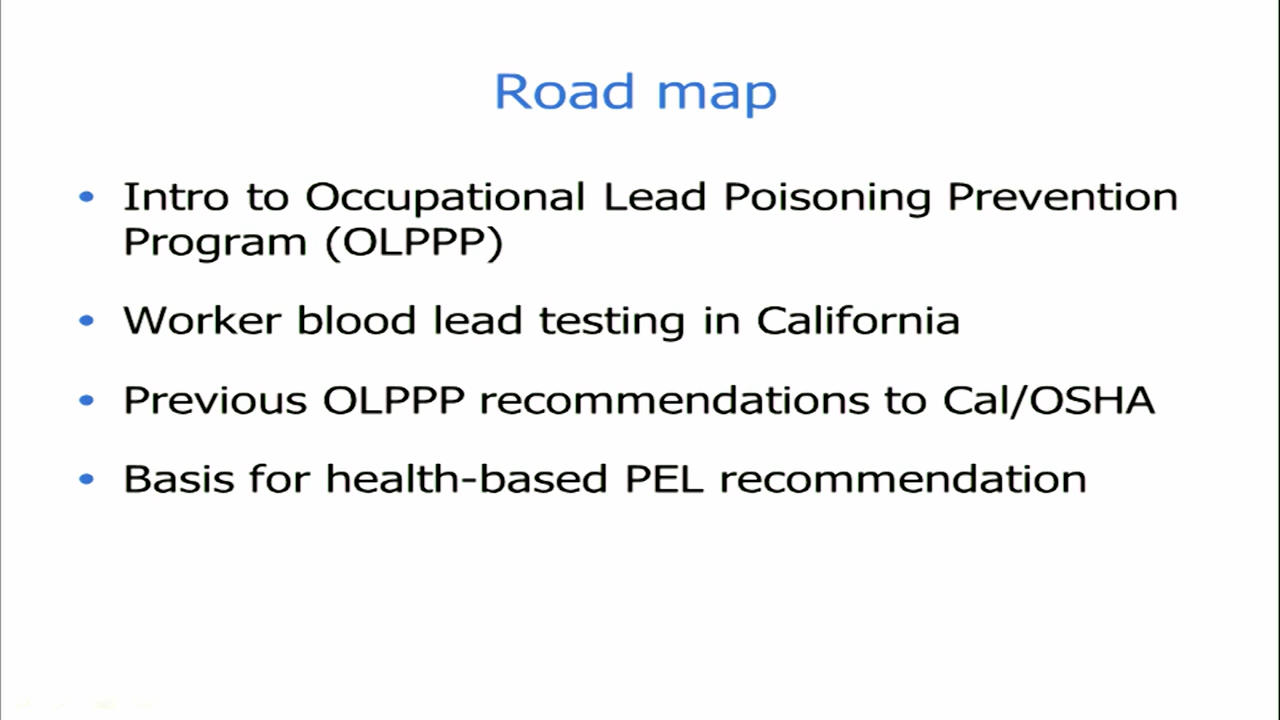 Road map
• Intro to Occupational Lead Poisoning Prevention
Program (OLPPP)
• Worker blood lead testing in California
• Previous OLPPP recommendations to Cal/OSHA
• Basis for health-based PEL recommendation